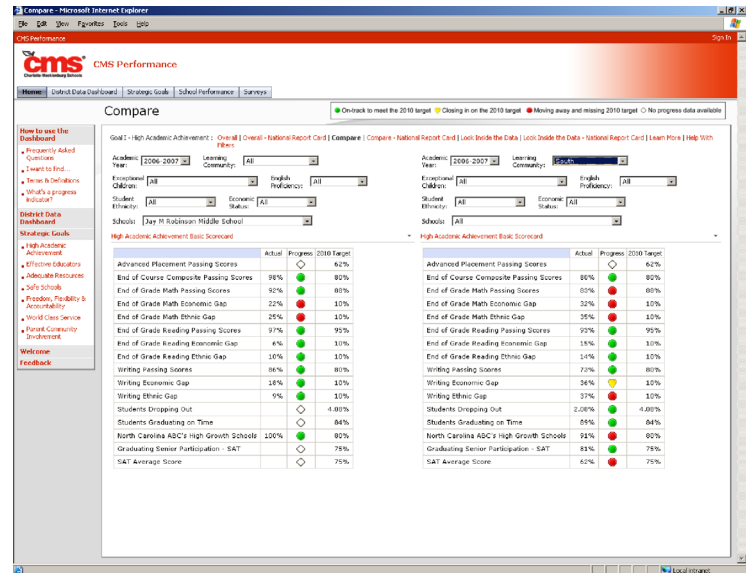 Compare - Microsoft Internet Explorer
File Edit View Favorites Tools Help
CMS Performance
Sign In
cms
Charlotte-Mecklenburg Schools
CMS Performance
Home District Data Dashboard Strategic Goals School Performance Surveys
Compare
On-track to meet the 2010 target Closing in on the 2010 target Moving away and missing 2010 target No progress data available
How to use the Dashboard
Frequently Asked Questions
I want to find...
Terms & Definitions
What's a progress indicator?
District Data Dashboard
Strategic Goals
High Academic Achievement
Effective Educators
Adequate Resources
Safe Schools
Freedom, Flexibility & Accountability
World Class Service
Parent Community Involvement
Welcome
Feedback
Goal I - High Academic Achievement : Overall | Overall - National Report Card | Compare | Compare - National Report Card | Look Inside the Data | Look Inside the Data - National Report Card | Learn More | Help With
Filters
Academic Year: 2006-2007 Learning Community: All
Exceptional Children: All English Proficiency: All
Student Ethnicity: All Economic Status: All
Schools: Jay M Robinson Middle School
High Academic Achievement Basic Scorecard
Actual Progress 2010 Target
Advanced Placement Passing Scores 62%
End of Course Composite Passing Scores 98% 80%
End of Grade Math Passing Scores 92% 88%
End of Grade Math Economic Gap 22% 10%
End of Grade Math Ethnic Gap 25% 10%
End of Grade Reading Passing Scores 97% 95%
End of Grade Reading Economic Gap 6% 10%
End of Grade Reading Ethnic Gap 10% 10%
Writing Passing Scores 86% 80%
Writing Economic Gap 18% 10%
Writing Ethnic Gap 9% 10%
Students Dropping Out 4.00%
Students Graduating on Time 84%
North Carolina ABC's High Growth Schools 100% 80%
Graduating Senior Participation - SAT 75%
SAT Average Score 75%
Academic Year: 2006-2007 Learning Community: South
Exceptional Children: All English Proficiency: All
Student Ethnicity: All Economic Status: All
Schools: All
High Academic Achievement Basic Scorecard
Actual Progress 2010 Target
Advanced Placement Passing Scores 62%
End of Course Composite Passing Scores 80% 80%
End of Grade Math Passing Scores 83% 88%
End of Grade Math Economic Gap 32% 10%
End of Grade Math Ethnic Gap 35% 10%
End of Grade Reading Passing Scores 93% 95%
End of Grade Reading Economic Gap 15% 10%
End of Grade Reading Ethnic Gap 14% 10%
Writing Passing Scores 73% 80%
Writing Economic Gap 36% 10%
Writing Ethnic Gap 37% 10%
Students Dropping Out 2.00% 4.00%
Students Graduating on Time 89% 84%
North Carolina ABC's High Growth Schools 91% 80%
Graduating Senior Participation - SAT 81% 75%
SAT Average Score 62% 75%
Local intranet